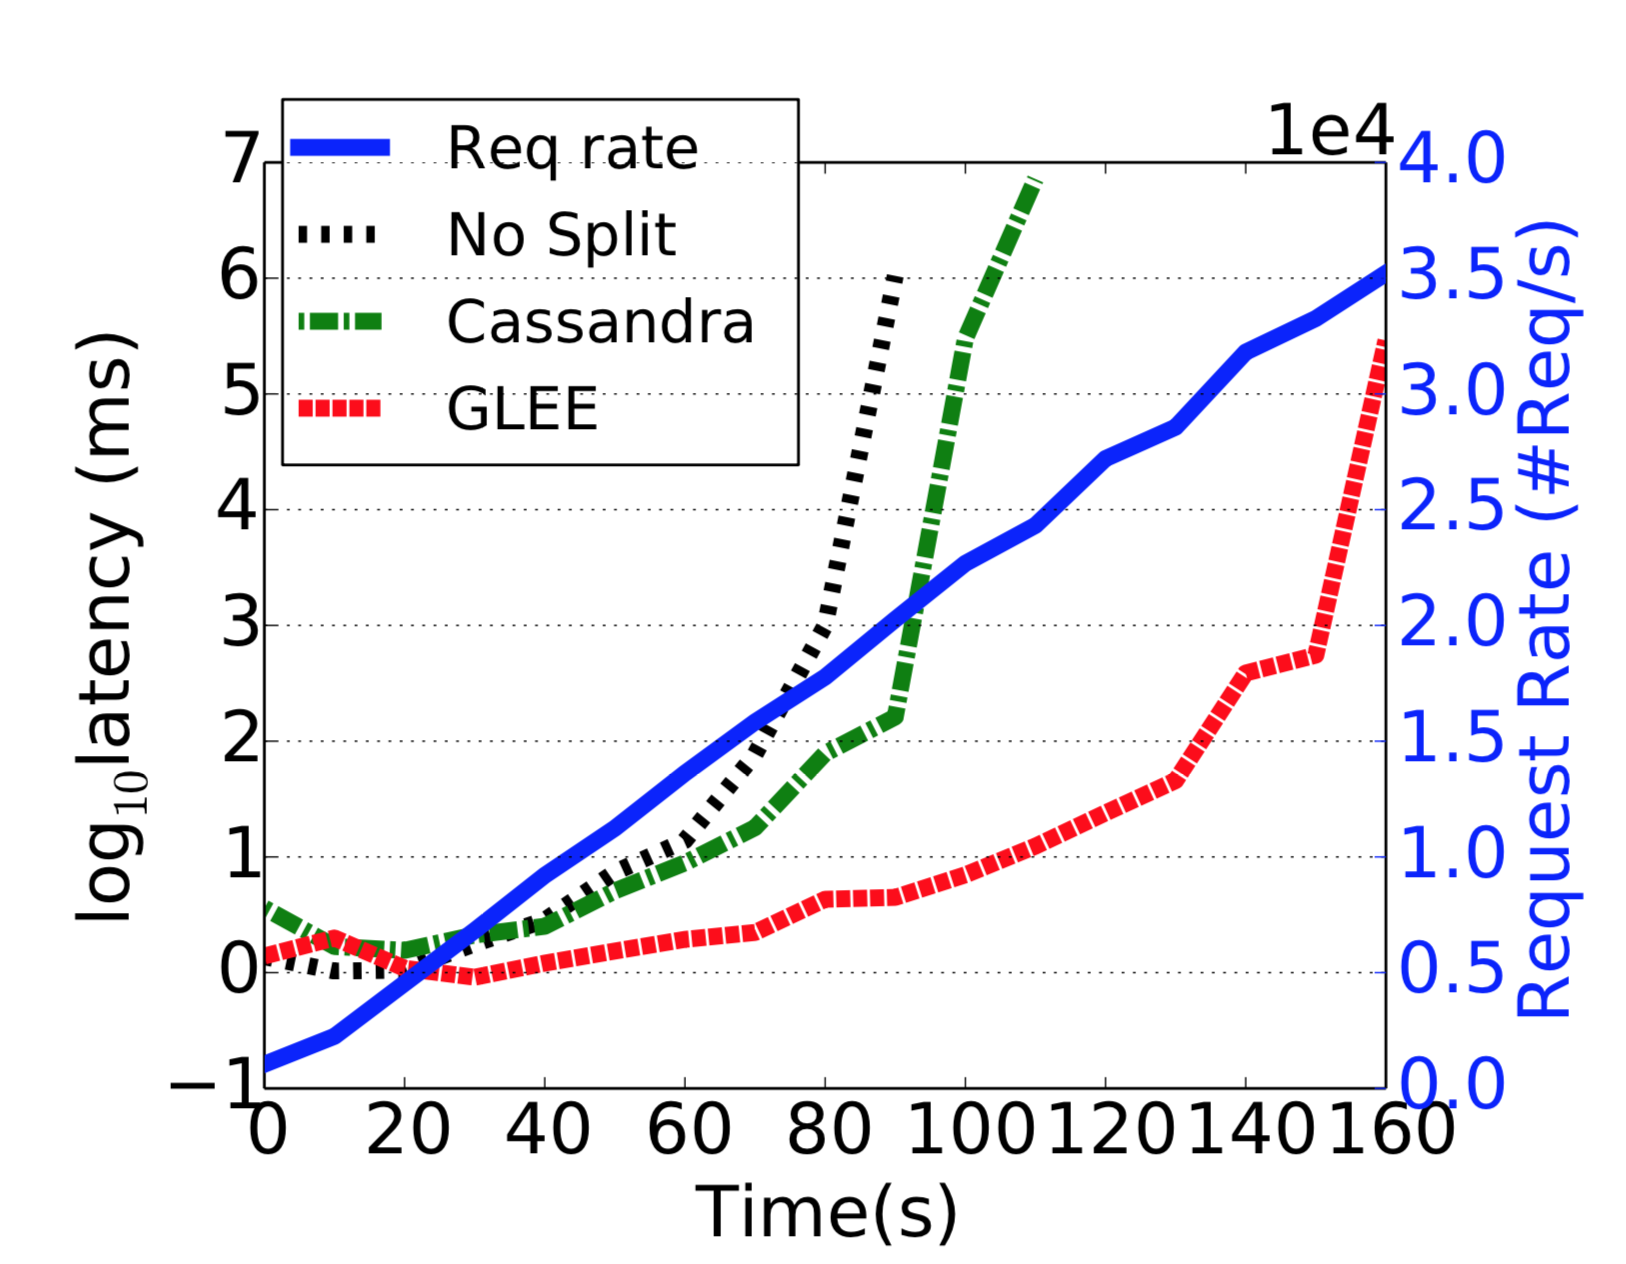 1e4
Req rate
No Split
Cassandra
GLEE
7
6
5
4
3
2
1
0
−1
log10latency (ms)
4.0
3.5
3.0
2.5
2.0
1.5
1.0
0.5
0.0
Request Rate (#Req/s)
0 20 40 60 80 100 120 140 160
Time(s)